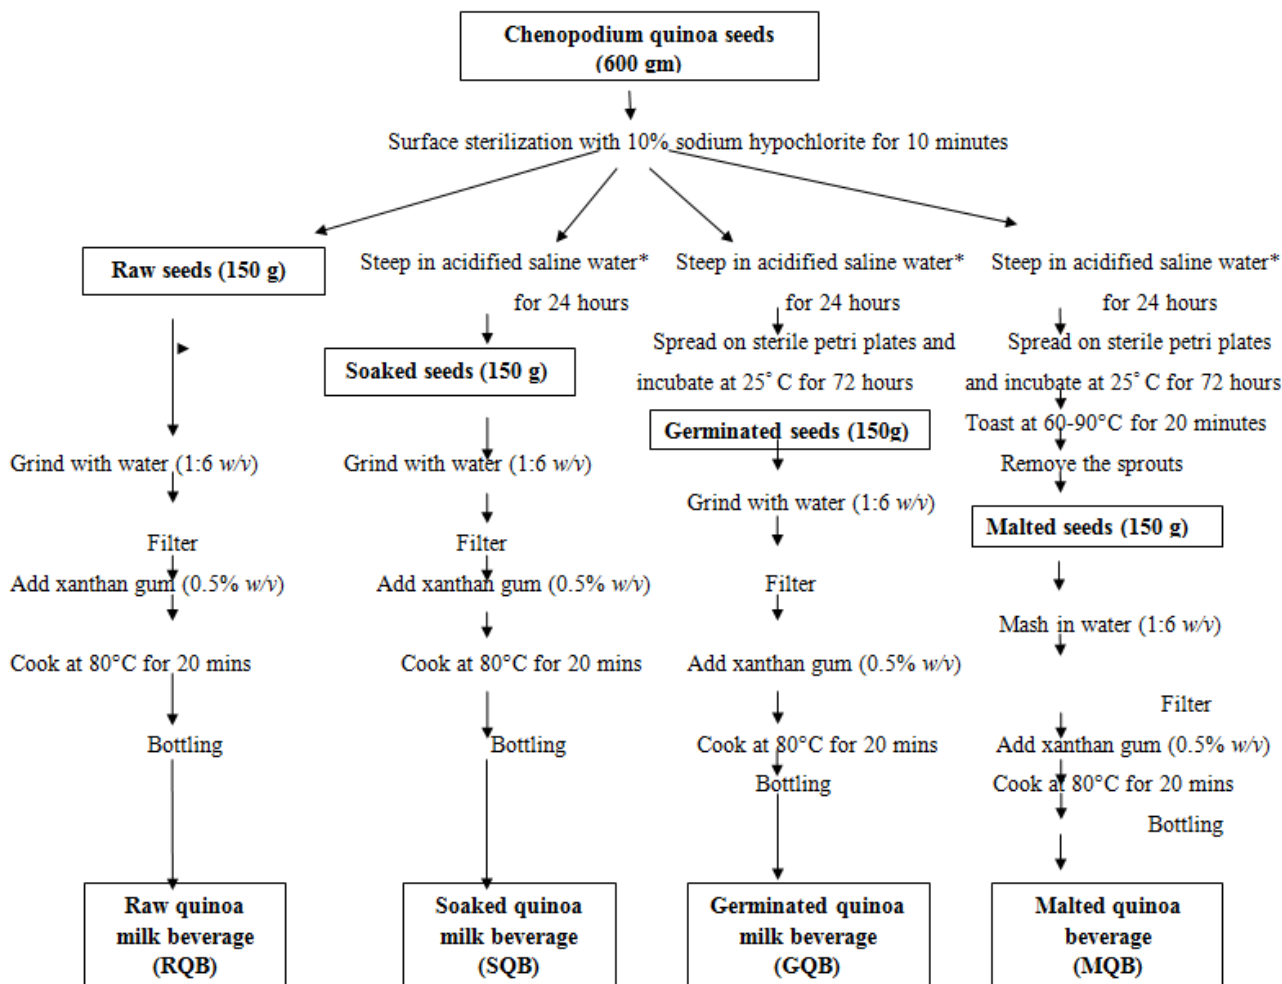 Chenopodium quinoa seeds
(600 gm)
Surface sterilization with 10% sodium hypochlorite for 10 minutes
Raw seeds (150 g)
Grind with water (1:6 w/v)
Filter
Add xanthan gum (0.5% w/v)
Cook at 80°C for 20 mins
Bottling
Raw quinoa
milk beverage
(RQB)
Steep in acidified saline water*
for 24 hours
Soaked seeds (150 g)
Grind with water (1:6 w/v)
Filter
Add xanthan gum (0.5% w/v)
Cook at 80°C for 20 mins
Bottling
Soaked quinoa
milk beverage
(SQB)
Steep in acidified saline water*
for 24 hours
Spread on sterile petri plates and
incubate at 25° C for 72 hours
Germinated seeds (150g)
Grind with water (1:6 w/v)
Filter
Add xanthan gum (0.5% w/v)
Cook at 80°C for 20 mins
Bottling
Germinated quinoa
milk beverage
(GQB)
Steep in acidified saline water*
for 24 hours
Spread on sterile petri plates
and incubate at 25° C for 72 hours
Toast at 60-90°C for 20 minutes
Remove the sprouts
Malted seeds (150 g)
Mash in water (1:6 w/v)
Filter
Add xanthan gum (0.5% w/v)
Cook at 80°C for 20 mins
Bottling
Malted quinoa
beverage
(MQB)